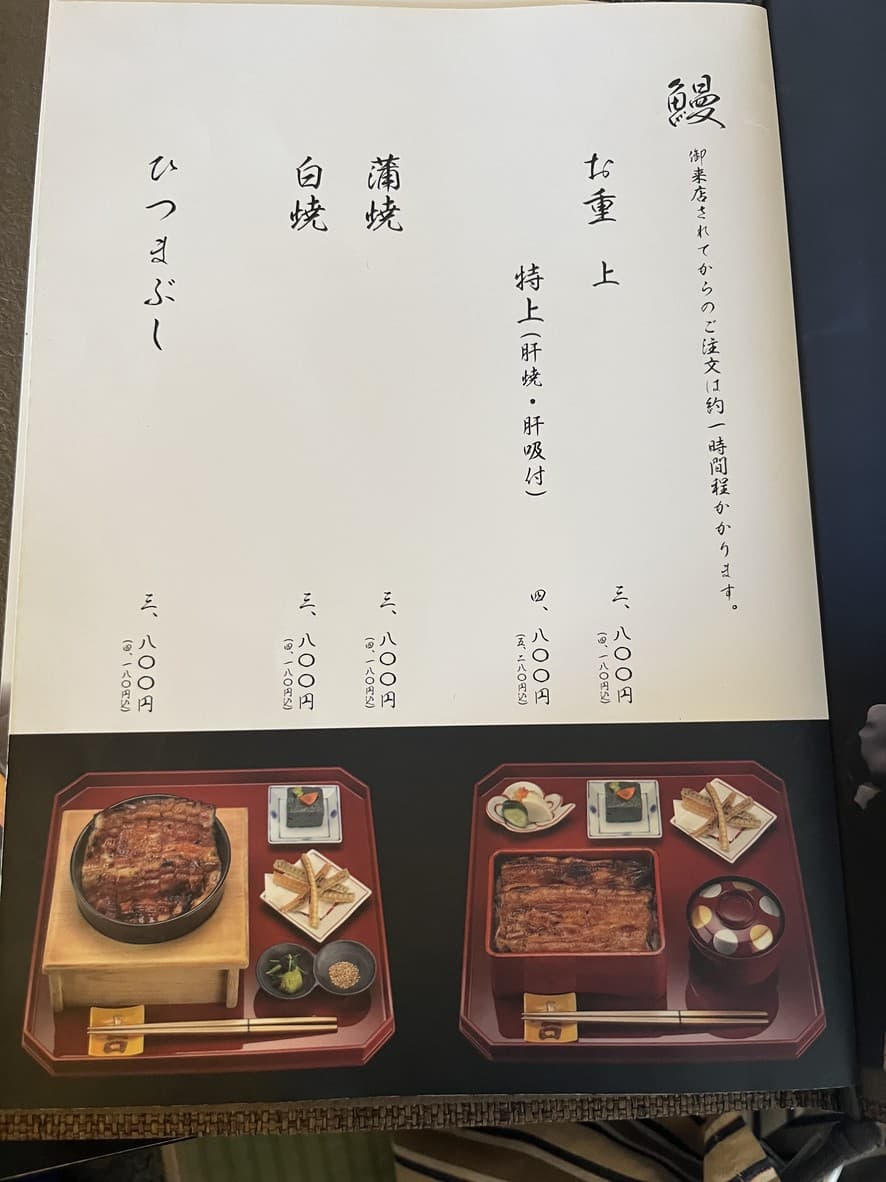 鰻
御来店されてからのご注文は約一時間程かかります。
お重 上
三、八〇〇円
(四、一八〇円込)
特上(肝焼・肝吸付)
四、八〇〇円
(五、二八〇円込)
蒲焼
三、八〇〇円
(四、一八〇円込)
白焼
三、八〇〇円
(四、一八〇円込)
ひつまぶし
三、八〇〇円
(四、一八〇円込)